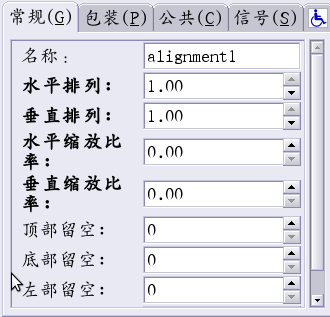 常规(G) 包装(P) 公共(C) 信号(S)
名称: alignment1
水平排列: 1.00
垂直排列: 1.00
水平缩放比
率: 0.00
垂直缩放比
率: 0.00
顶部留空: 0
底部留空: 0
左部留空: 0